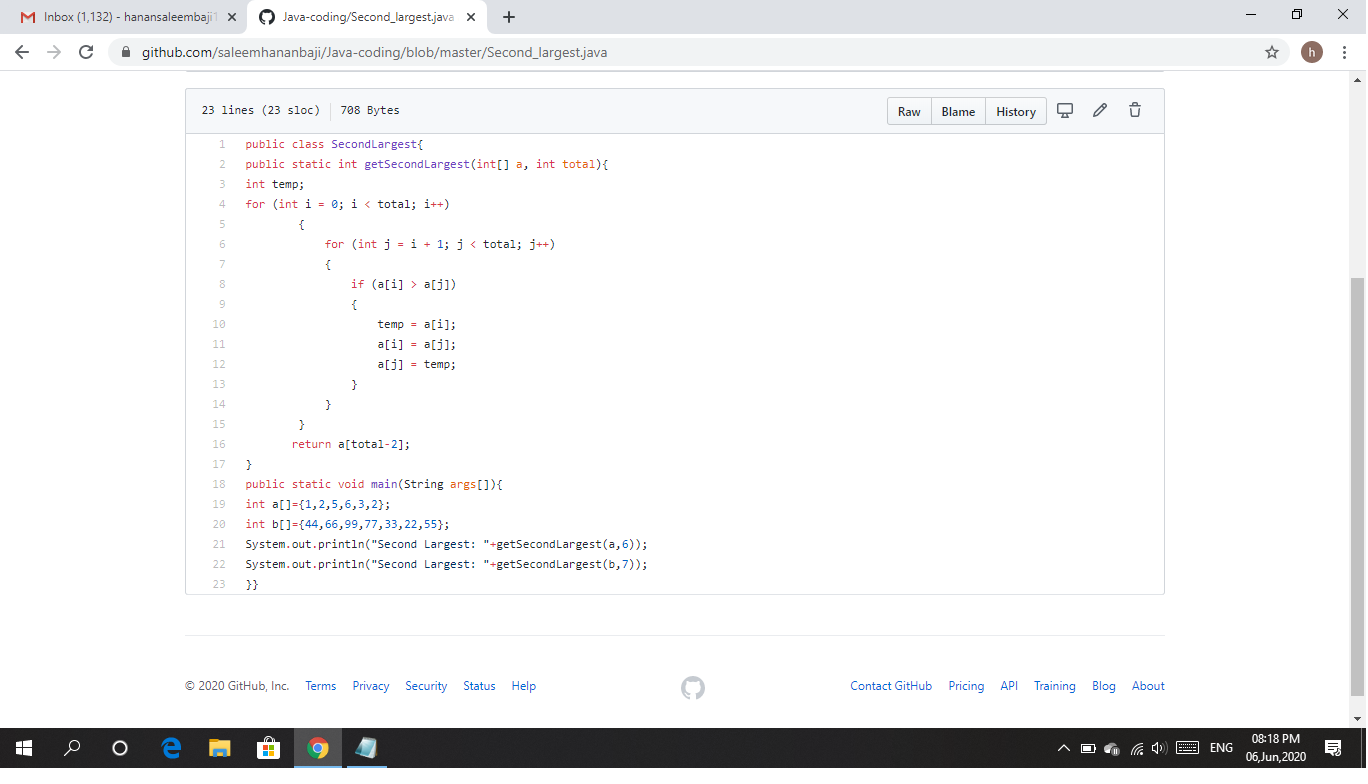 Inbox (1,132) - hanansaleembaji1
Java-coding/Second_largest.java
github.com/saleemhananbaji/Java-coding/blob/master/Second_largest.java
h
23 lines (23 sloc) 708 Bytes
Raw Blame History
1 public class SecondLargest{
2 public static int getSecondLargest(int[] a, int total){
3 int temp;
4 for (int i = 0; i < total; i++)
5 {
6 for (int j = i + 1; j < total; j++)
7 {
8 if (a[i] > a[j])
9 {
10 temp = a[i];
11 a[i] = a[j];
12 a[j] = temp;
13 }
14 }
15 }
16 return a[total-2];
17 }
18 public static void main(String args[]){
19 int a[]={1,2,5,6,3,2};
20 int b[]={44,66,99,77,33,22,55};
21 System.out.println("Second Largest: "+getSecondLargest(a,6));
22 System.out.println("Second Largest: "+getSecondLargest(b,7));
23 }}
© 2020 GitHub, Inc. Terms Privacy Security Status Help Contact GitHub Pricing API Training Blog About
ENG
08:18 PM
06,Jun,2020